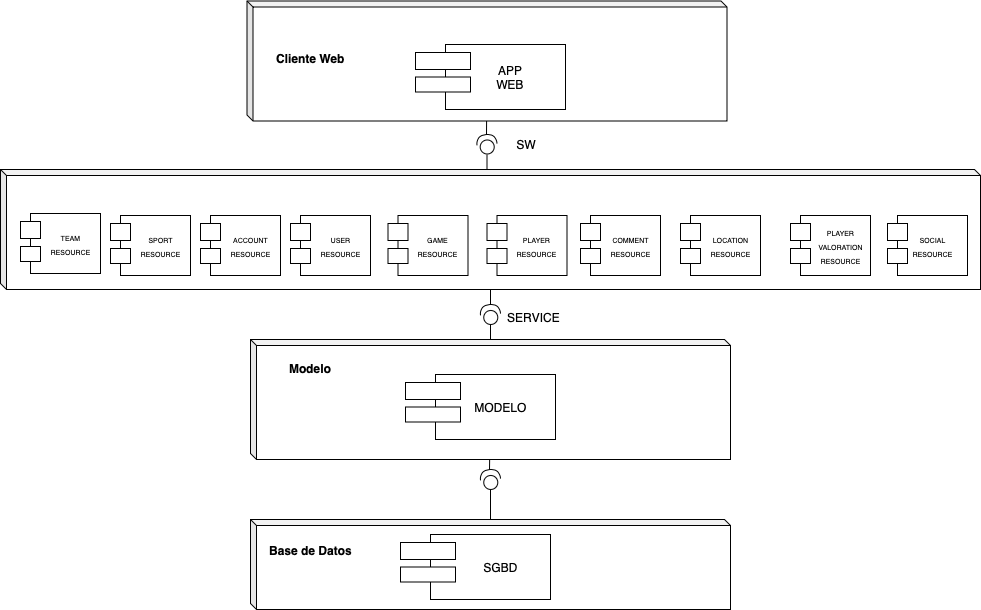 Cliente Web
APP
WEB
SW
TEAM
RESOURCE
SPORT
RESOURCE
ACCOUNT
RESOURCE
USER
RESOURCE
GAME
RESOURCE
PLAYER
RESOURCE
COMMENT
RESOURCE
LOCATION
RESOURCE
PLAYER
VALORATION
RESOURCE
SOCIAL
RESOURCE
SERVICE
Modelo
MODELO
Base de Datos
SGBD